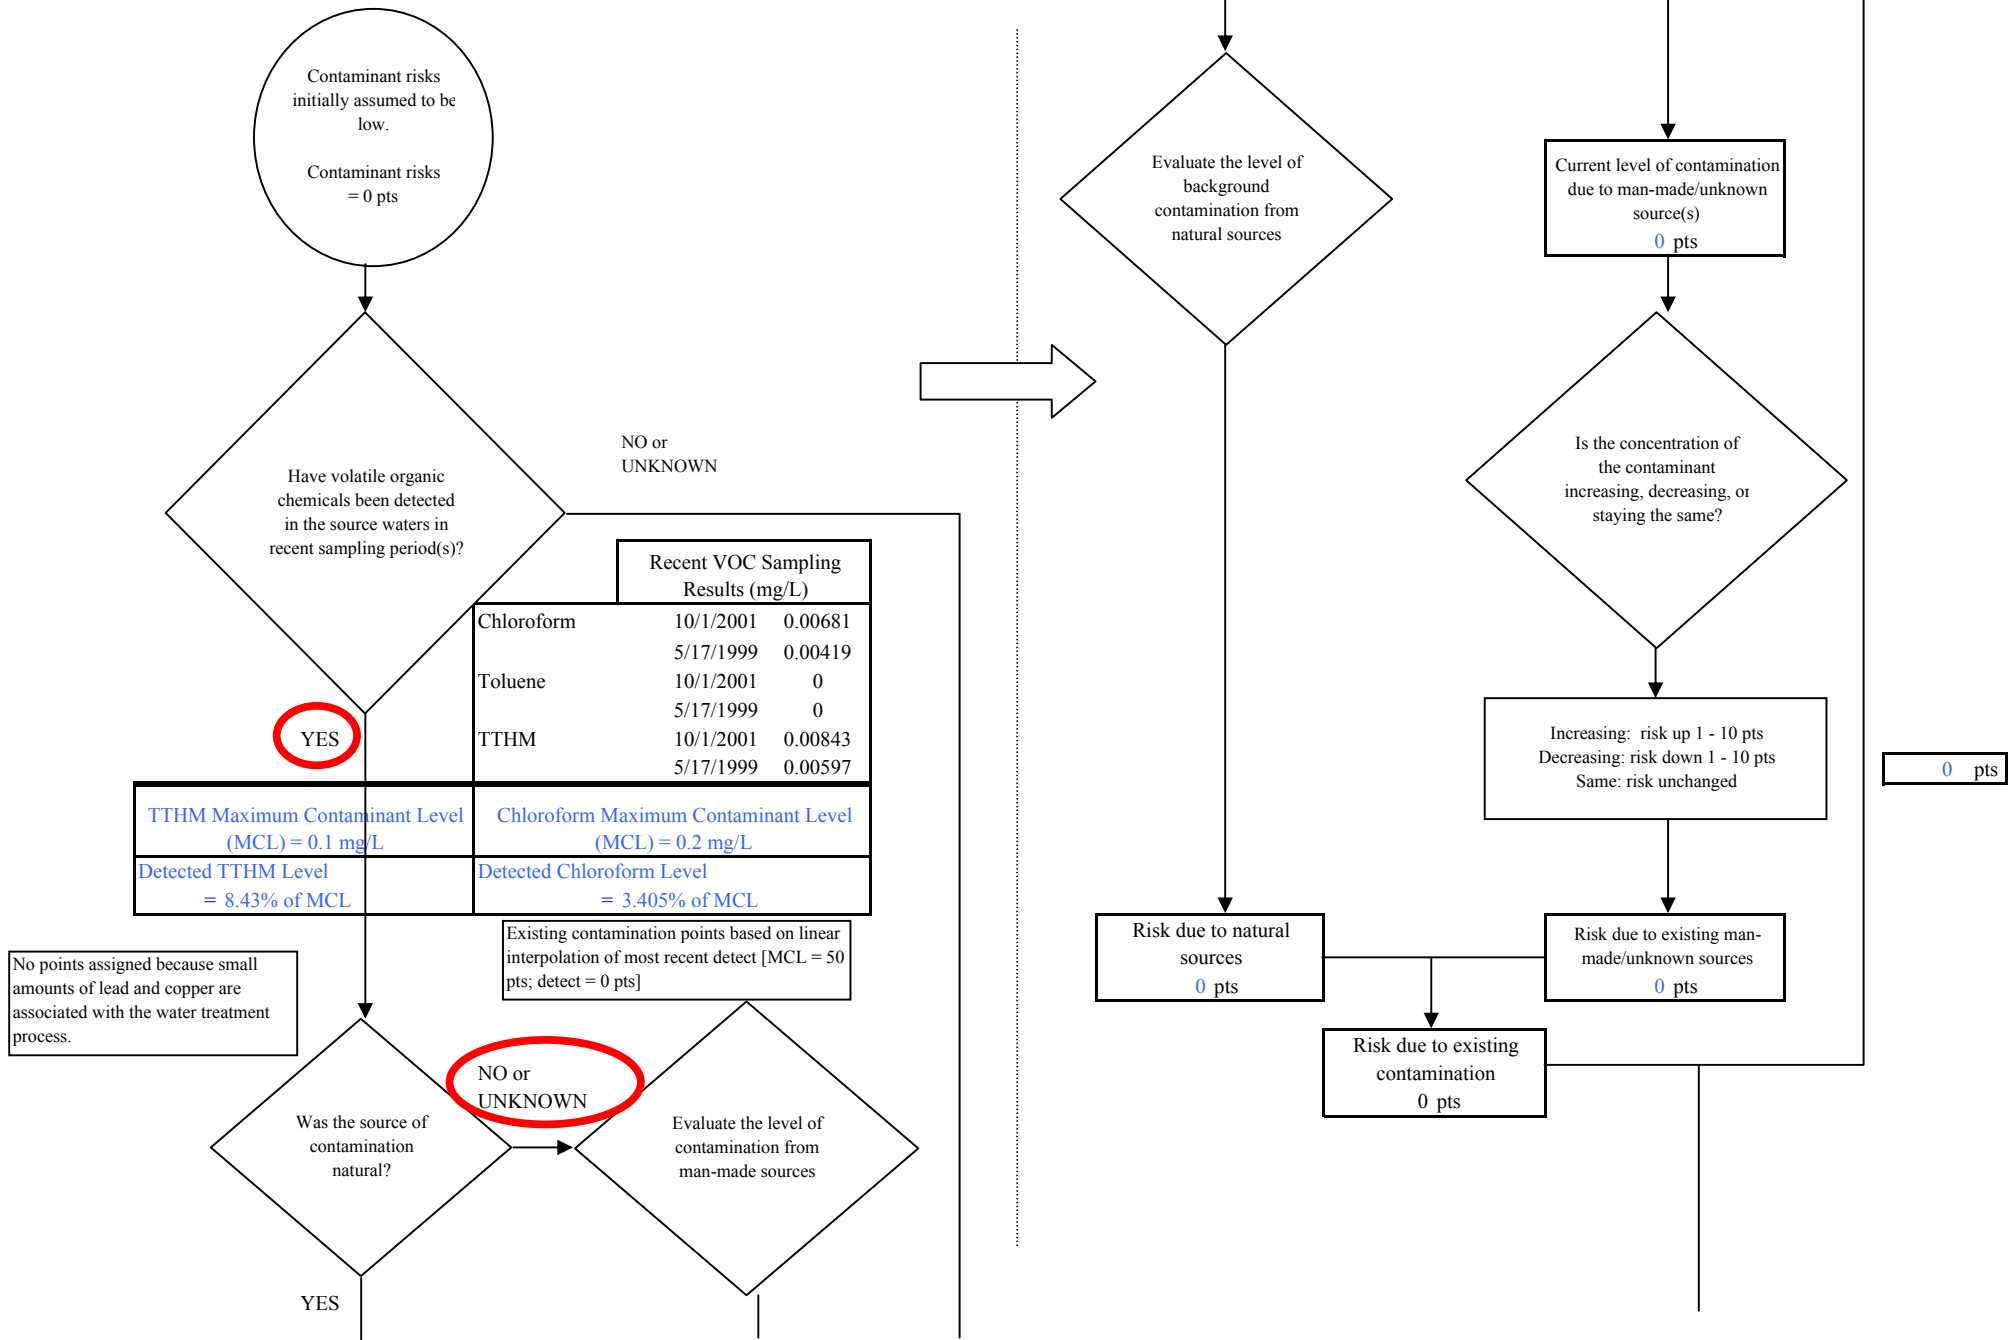 Contaminant risks
initially assumed to be
low.
Contaminant risks
= 0 pts
Have volatile organic
chemicals been detected
in the source waters in
recent sampling period(s)?
NO or
UNKNOWN
Recent VOC Sampling
Results (mg/L)
Chloroform 10/1/2001 0.00681
5/17/1999 0.00419
Toluene 10/1/2001 0
5/17/1999 0
TTHM 10/1/2001 0.00843
5/17/1999 0.00597
YES
TTHM Maximum Contaminant Level
(MCL) = 0.1 mg/L
Chloroform Maximum Contaminant Level
(MCL) = 0.2 mg/L
Detected TTHM Level
= 8.43% of MCL
Detected Chloroform Level
= 3.405% of MCL
Existing contamination points based on linear
interpolation of most recent detect [MCL = 50
pts; detect = 0 pts]
No points assigned because small
amounts of lead and copper are
associated with the water treatment
process.
NO or
UNKNOWN
Was the source of
contamination
natural?
Evaluate the level of
contamination from
man-made sources
YES
Evaluate the level of
background
contamination from
natural sources
Current level of contamination
due to man-made/unknown
source(s)
0 pts
Is the concentration of
the contaminant
increasing, decreasing, or
staying the same?
Increasing: risk up 1 - 10 pts
Decreasing: risk down 1 - 10 pts
Same: risk unchanged
0 pts
Risk due to natural
sources
0 pts
Risk due to existing man-
made/unknown sources
0 pts
Risk due to existing
contamination
0 pts